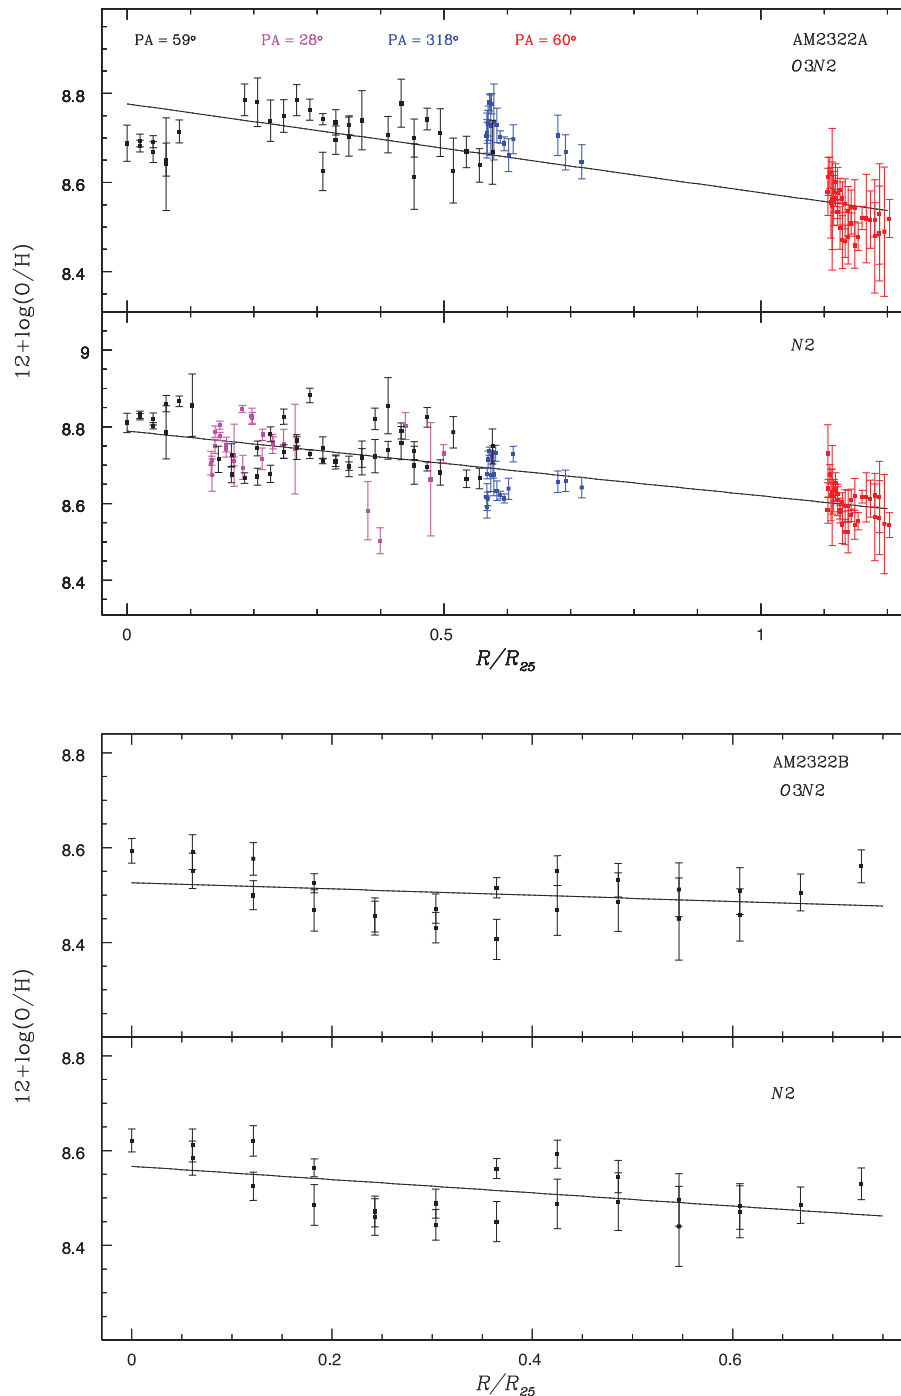 PA = 59° PA = 28° PA = 318° PA = 60° AM2322A
O3N2
8.8
8.6
8.4
12+log(O/H)
N2
9
8.8
8.6
8.4
0 0.5 1
R/R25
AM2322B
O3N2
8.8
8.6
8.4
12+log(O/H)
N2
8.8
8.6
8.4
0 0.2 0.4 0.6
R/R25